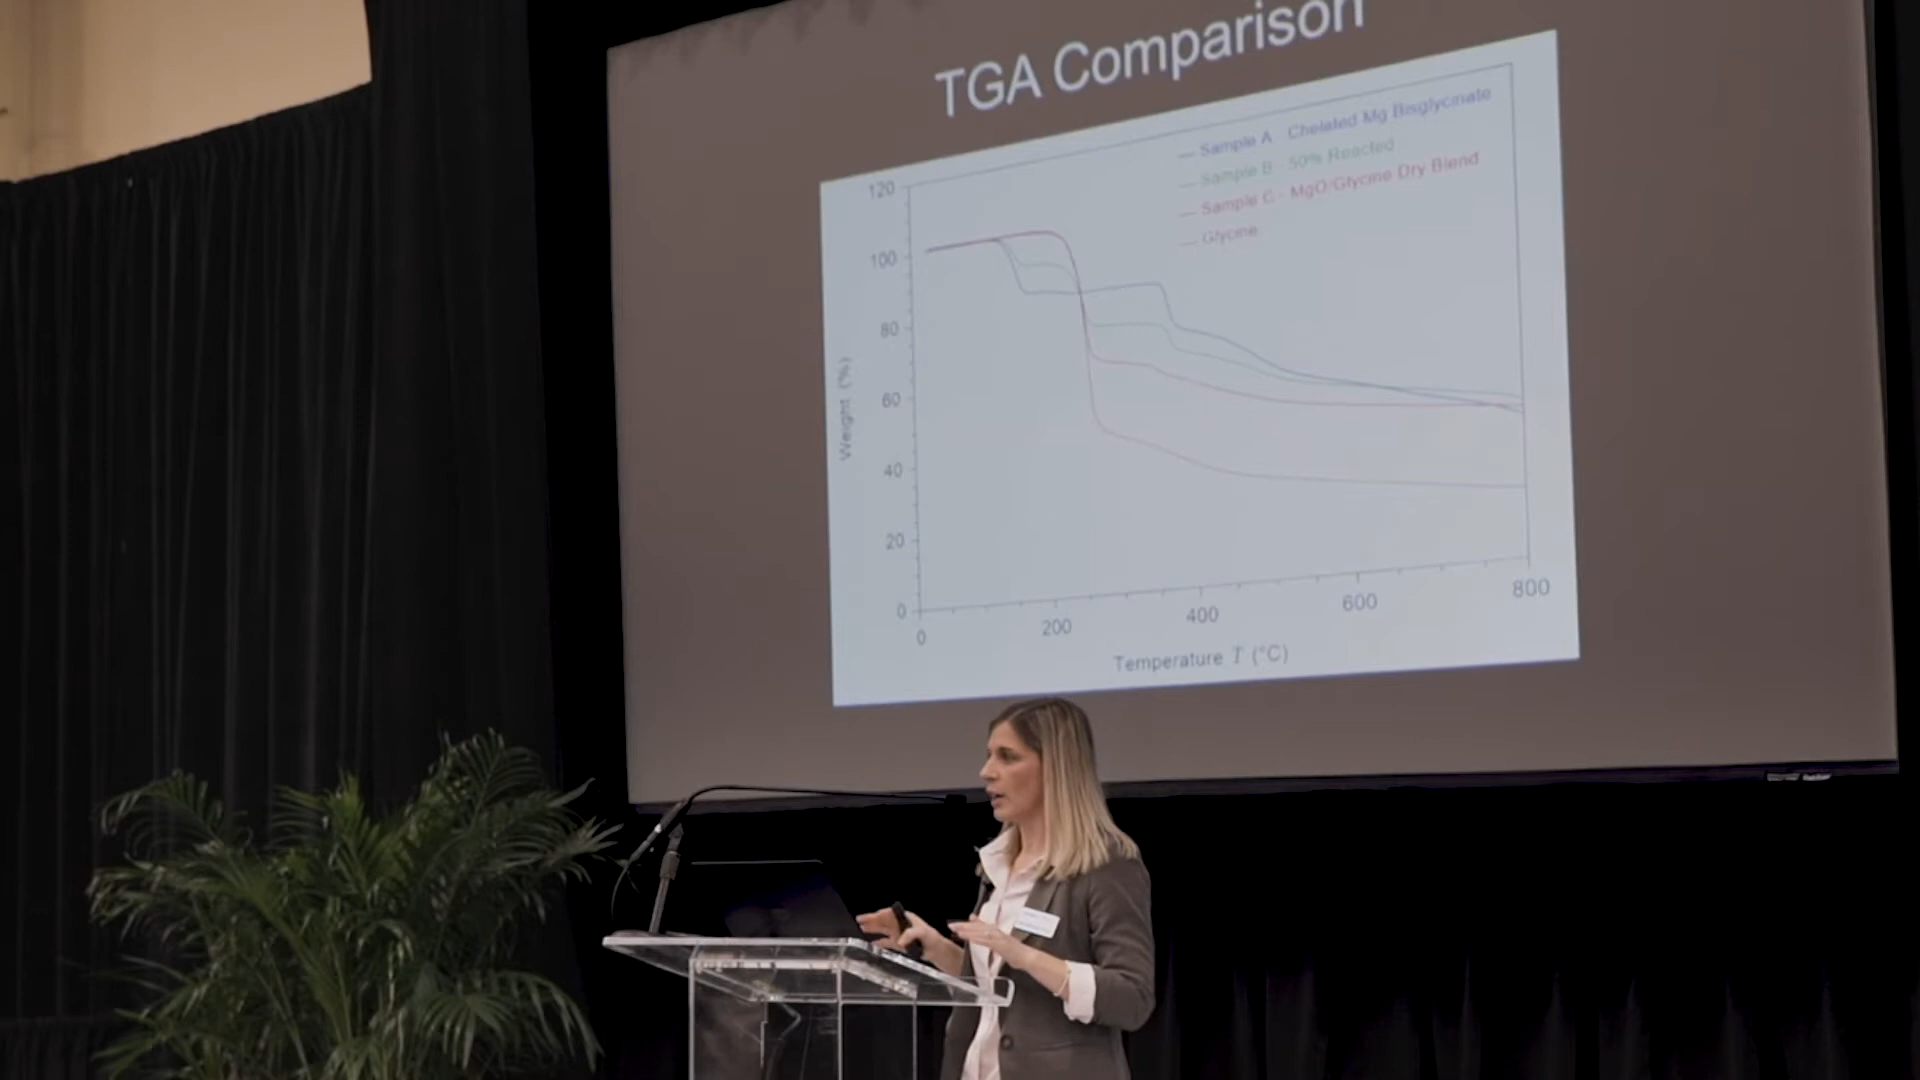 TGA Comparison
Sample A - Chelated Mg Bisglycinate
Sample B - 50% Reacted
Sample C - MgO/Glycine Dry Blend
Glycine
120
100
80
60
40
20
0
Weight (%)
0
200
400
600
800
Temperature T (°C)